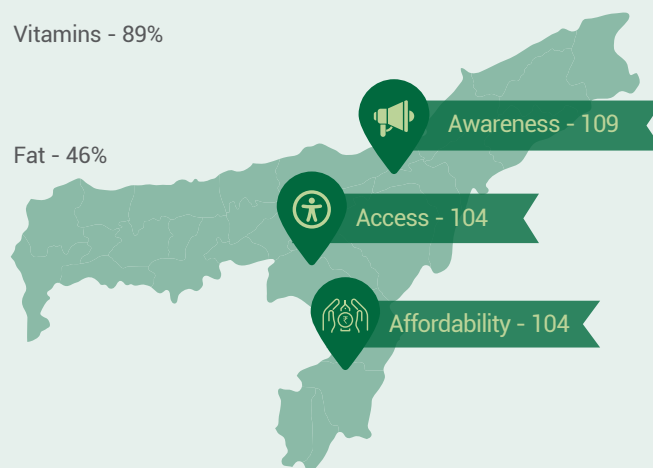 Vitamins - 89%
Awareness - 109
Fat - 46%
Access - 104
₹
Affordability - 104